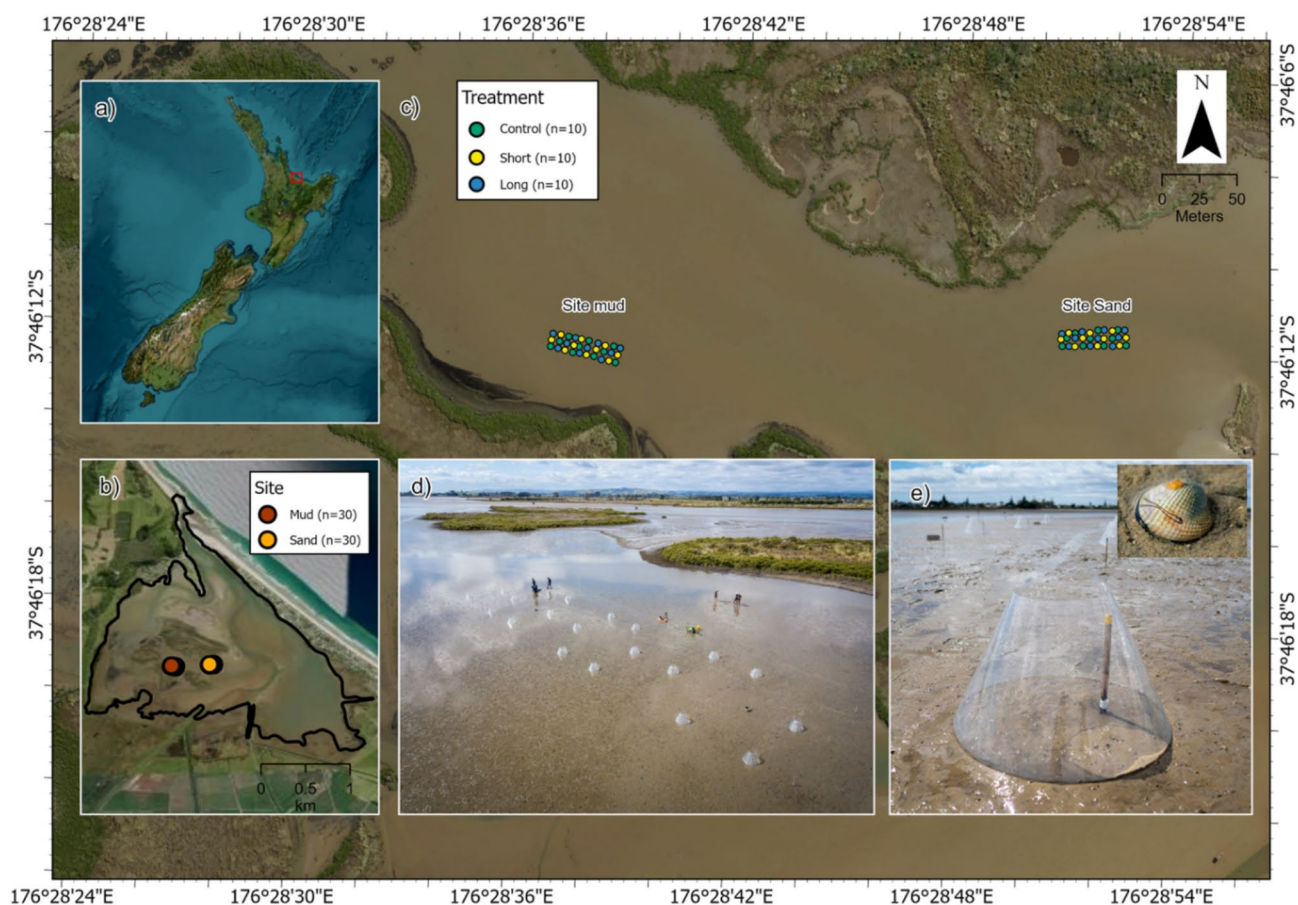 176°28'24"E 176°28'30"E 176°28'36"E 176°28'42"E 176°28'48"E 176°28'54"E
37°46'6"S
a)
c)
Treatment
Control (n=10)
Short (n=10)
Long (n=10)
N
0 25 50
Meters
37°46'12"S
Site mud
Site Sand
37°46'12"S
b)
Site
Mud (n=30)
Sand (n=30)
0 0.5 1
km
d)
e)
37°46'18"S
37°46'18"S
176°28'24"E 176°28'30"E 176°28'36"E 176°28'42"E 176°28'48"E 176°28'54"E